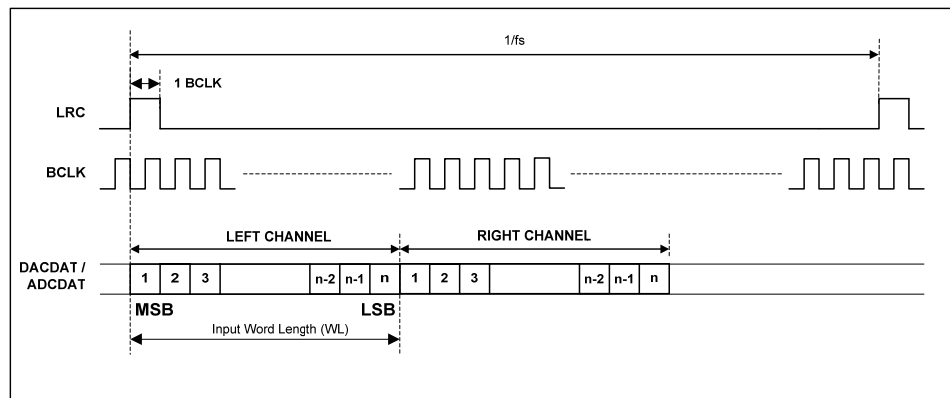 1/fs
1 BCLK
LRC
BCLK
LEFT CHANNEL RIGHT CHANNEL
DACDAT /
ADCDAT
1 2 3 n-2 n-1 n 1 2 3 n-2 n-1 n
MSB LSB
Input Word Length (WL)